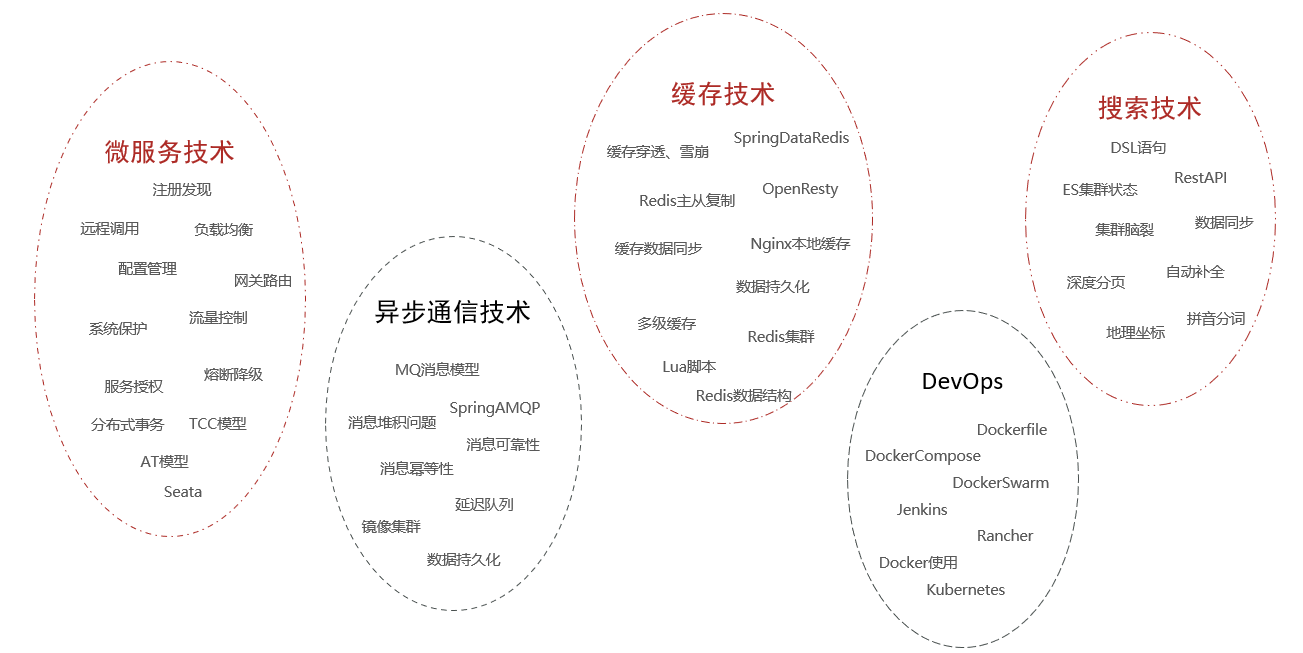 微服务技术
注册发现
远程调用
负载均衡
配置管理
网关路由
系统保护
流量控制
服务授权
熔断降级
分布式事务
TCC模型
AT模型
Seata
异步通信技术
MQ消息模型
SpringAMQP
消息堆积问题
消息可靠性
消息幂等性
延迟队列
镜像集群
数据持久化
缓存技术
SpringDataRedis
缓存穿透、雪崩
OpenResty
Redis主从复制
Nginx本地缓存
缓存数据同步
数据持久化
多级缓存
Redis集群
Lua脚本
Redis数据结构
DevOps
Dockerfile
DockerCompose
DockerSwarm
Jenkins
Rancher
Docker使用
Kubernetes
搜索技术
DSL语句
RestAPI
ES集群状态
数据同步
集群脑裂
自动补全
深度分页
拼音分词
地理坐标